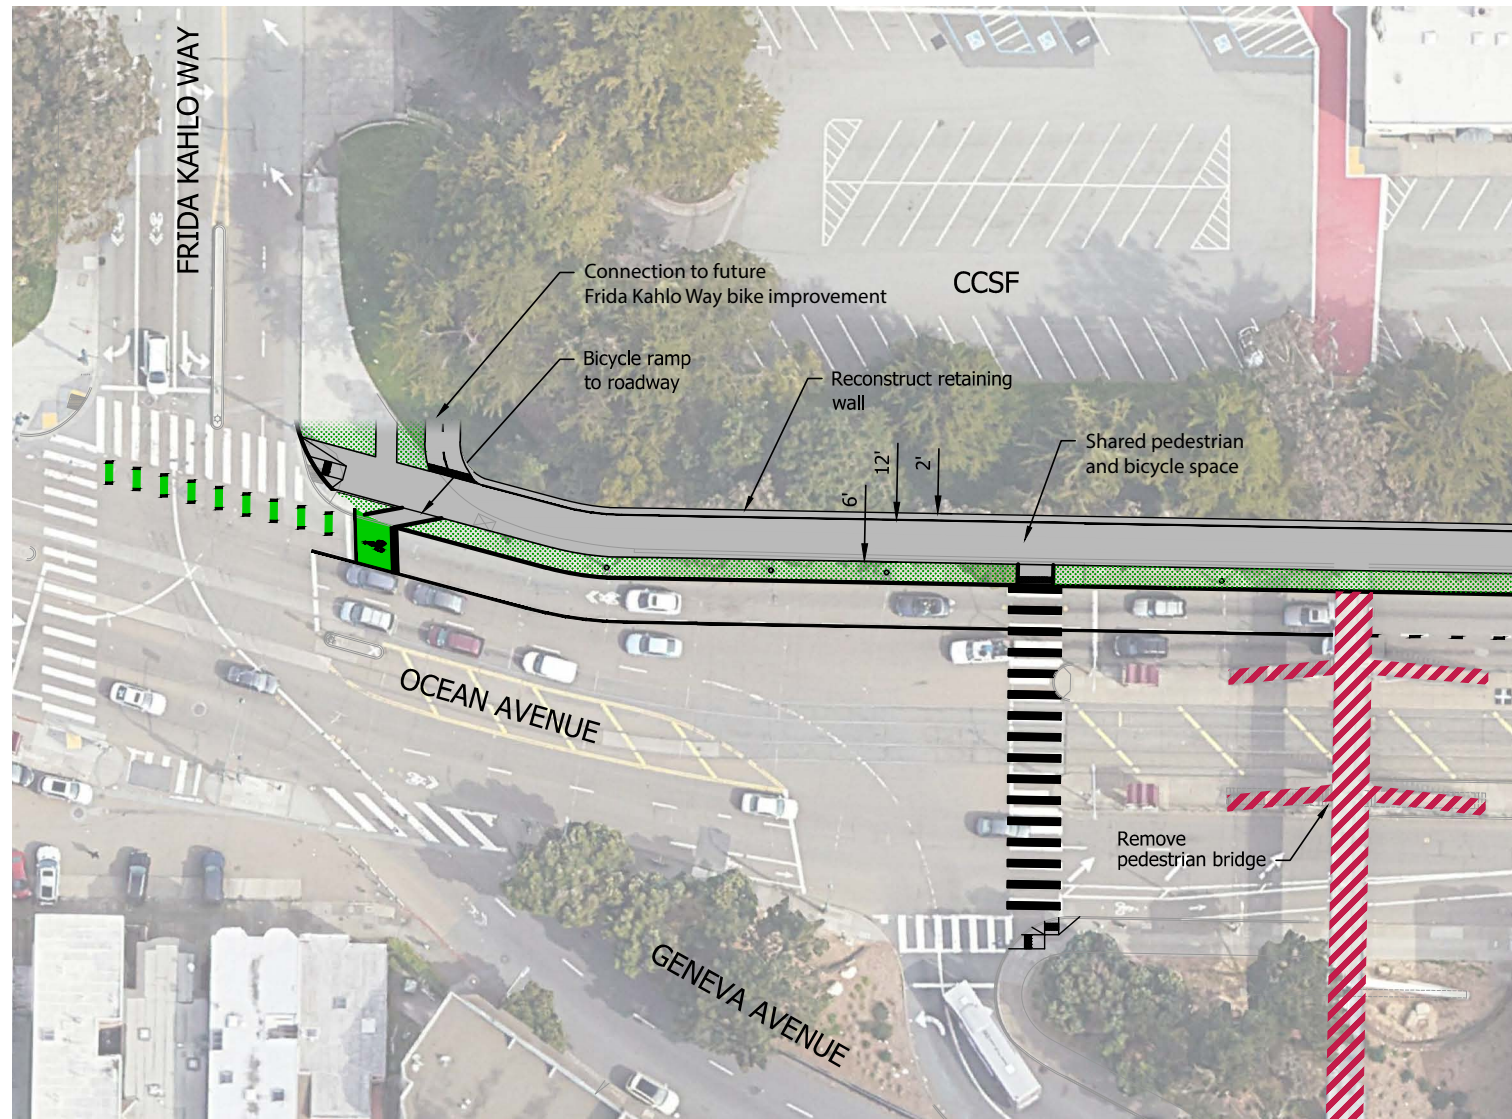 FRIDA KAHLO WAY
Connection to future
Frida Kahlo Way bike improvement
CCSF
Bicycle ramp
to roadway
Reconstruct retaining
wall
12'
2'
6'
Shared pedestrian
and bicycle space
OCEAN AVENUE
Remove
pedestrian bridge
GENEVA AVENUE